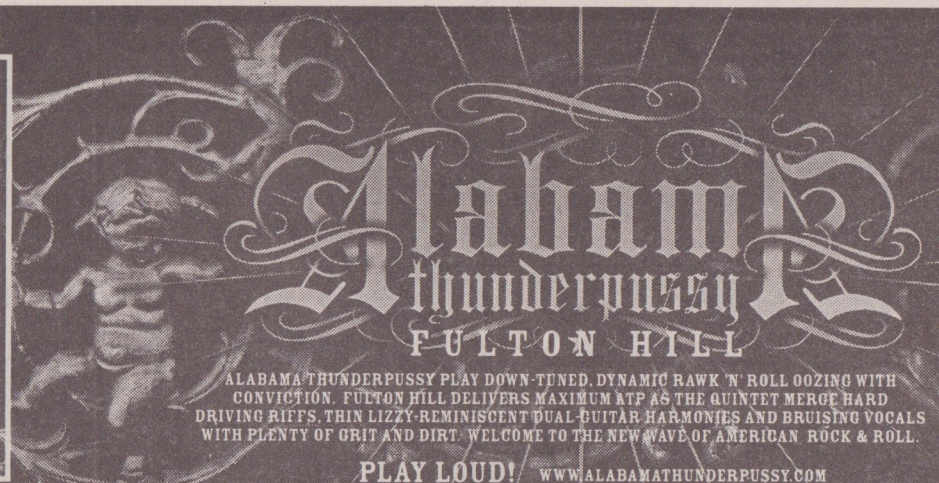 Alabama
thunderpussy
FULTON HILL
ALABAMA THUNDERPUSSY PLAY DOWN-TUNED, DYNAMIC RAWK 'N' ROLL OOZING WITH
CONVICTION. FULTON HILL DELIVERS MAXIMUM ATP AS THE QUINTET MERGE HARD
DRIVING RIFFS, THIN LIZZY-REMINISCENT DUAL-GUITAR HARMONIES AND BRUISING VOCALS
WITH PLENTY OF GRIT AND DIRT. WELCOME TO THE NEW WAVE OF AMERICAN ROCK & ROLL.
PLAY LOUD! WWW.ALABAMATHUNDERPUSSY.COM